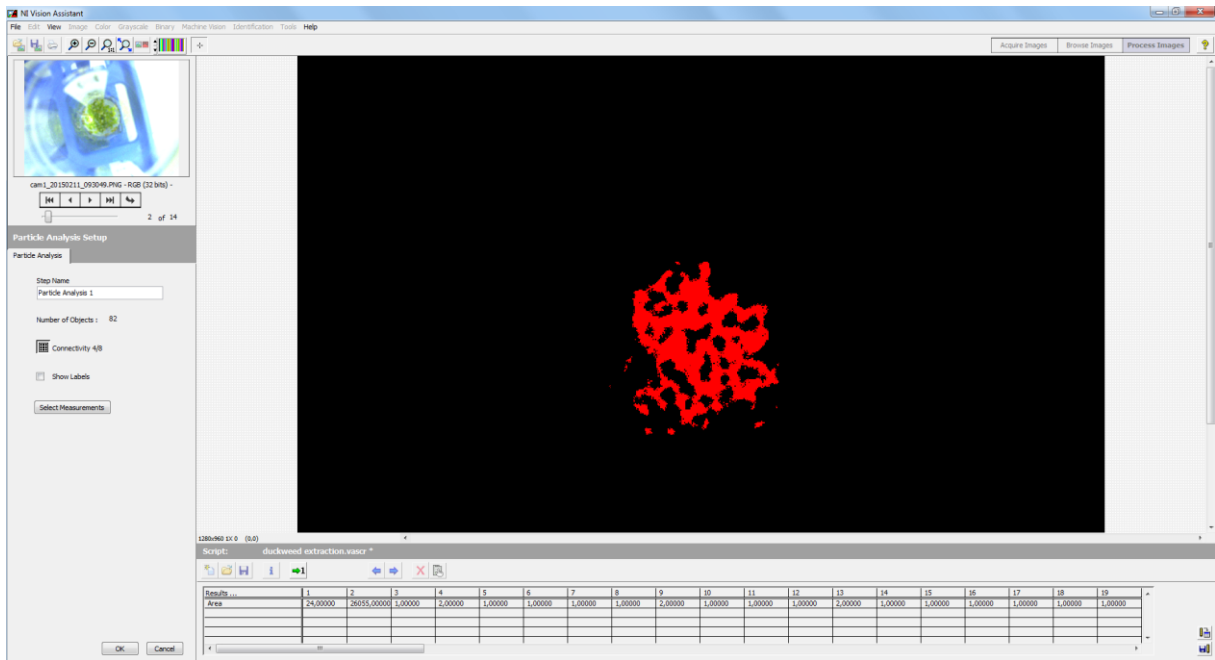 NI Vision Assistant
File Edit View Image Color Grayscale Binary Machine Vision Identification Tools Help
1:1
Acquire Images Browse Images Process Images
cam1_20150211_093049.PNG - RGB (32 bits) -
2 of 14
Particle Analysis Setup
Particle Analysis
Step Name
Particle Analysis 1
Number of Objects : 82
Connectivity 4/8
Show Labels
Select Measurements
OK Cancel
1280x960 1X 0 (0,0)
Script: duckweed extraction.vascr *
1
Results ... 1 2 3 4 5 6 7 8 9 10 11 12 13 14 15 16 17 18 19
Area 24,00000 26055,00000 1,00000 2,00000 1,00000 1,00000 1,00000 1,00000 2,00000 1,00000 1,00000 1,00000 2,00000 1,00000 1,00000 1,00000 1,00000 1,00000 1,00000